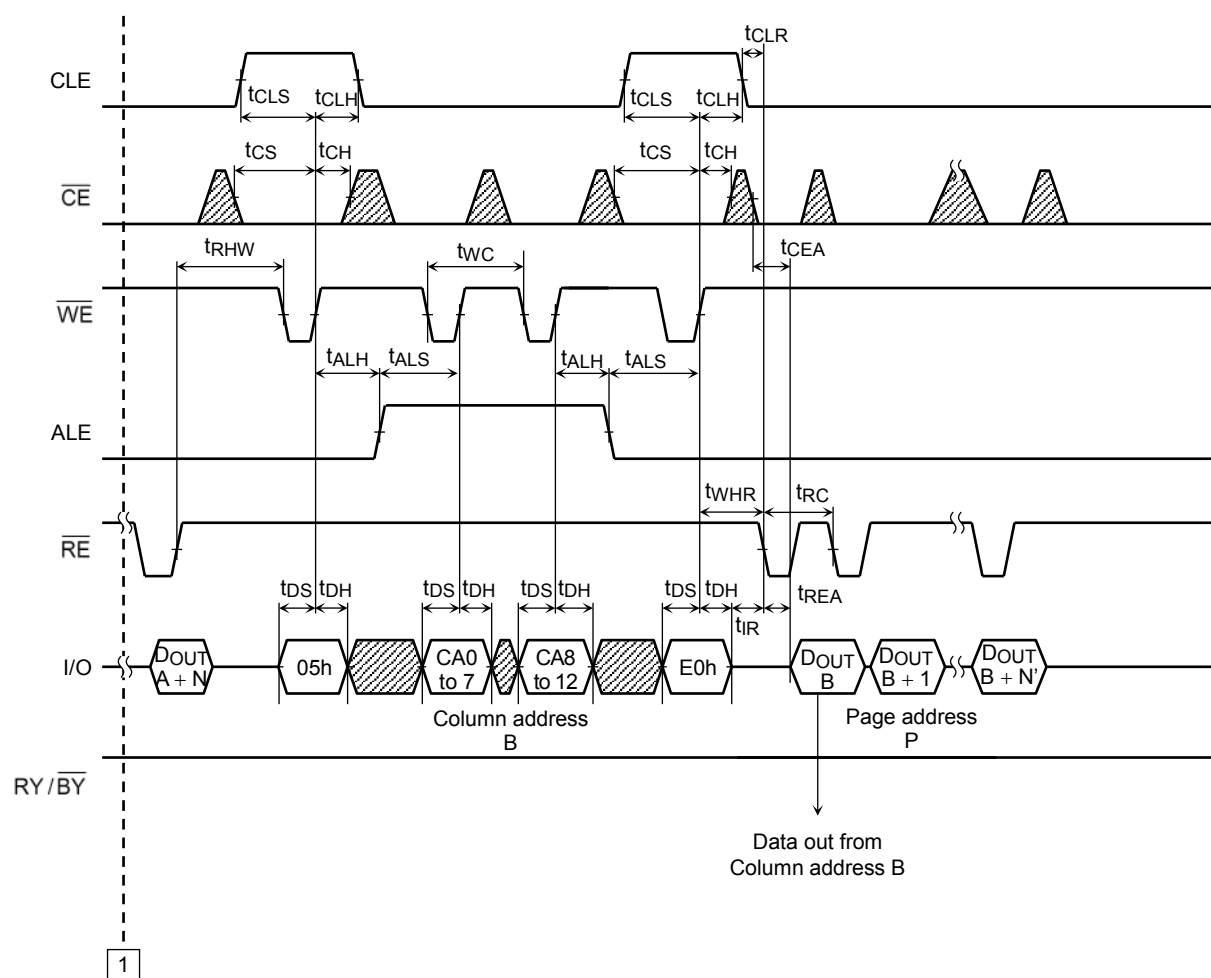 tCLR
CLE
tCLS tCLH tCLS tCLH
tCS tCH tCS tCH
CE
tRHW tWC tCEA
WE
tALH tALS tALH tALS
ALE
tWHR tRC
RE
tDS tDH tDS tDH tDS tDH tDS tDH tREA
tIR
I/O
DOUT
A + N
05h
CA0
to 7
CA8
to 12
E0h
DOUT
B
DOUT
B + 1
DOUT
B + N'
Column address
B
Page address
P
RY / BY
Data out from
Column address B
1